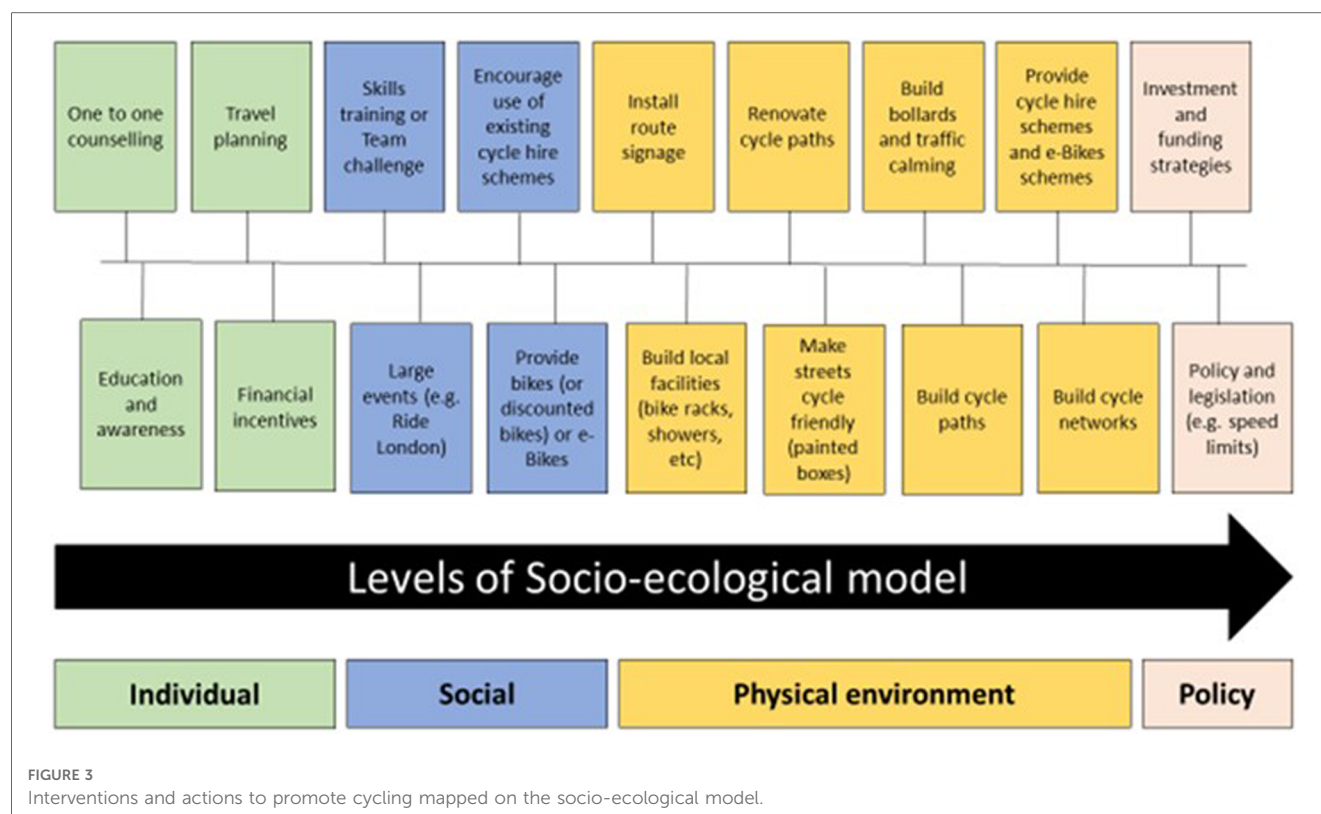 One to one
counselling
Travel
planning
Skills
training or
Team
challenge
Encourage
use of
existing
cycle hire
schemes
Install
route
signage
Renovate
cycle paths
Build
bollards
and traffic
calming
Provide
cycle hire
schemes
and e-Bikes
schemes
Investment
and
funding
strategies
Education
and
awareness
Financial
incentives
Large
events (e.g.
Ride
London)
Provide
bikes (or
discounted
bikes) or e-
Bikes
Build local
facilities
(bike racks,
showers,
etc)
Make
streets
cycle
friendly
(painted
boxes)
Build cycle
paths
Build cycle
networks
Policy and
legislation
(e.g. speed
limits)
Levels of Socio-ecological model
Individual
Social
Physical environment
Policy
FIGURE 3
Interventions and actions to promote cycling mapped on the socio-ecological model.